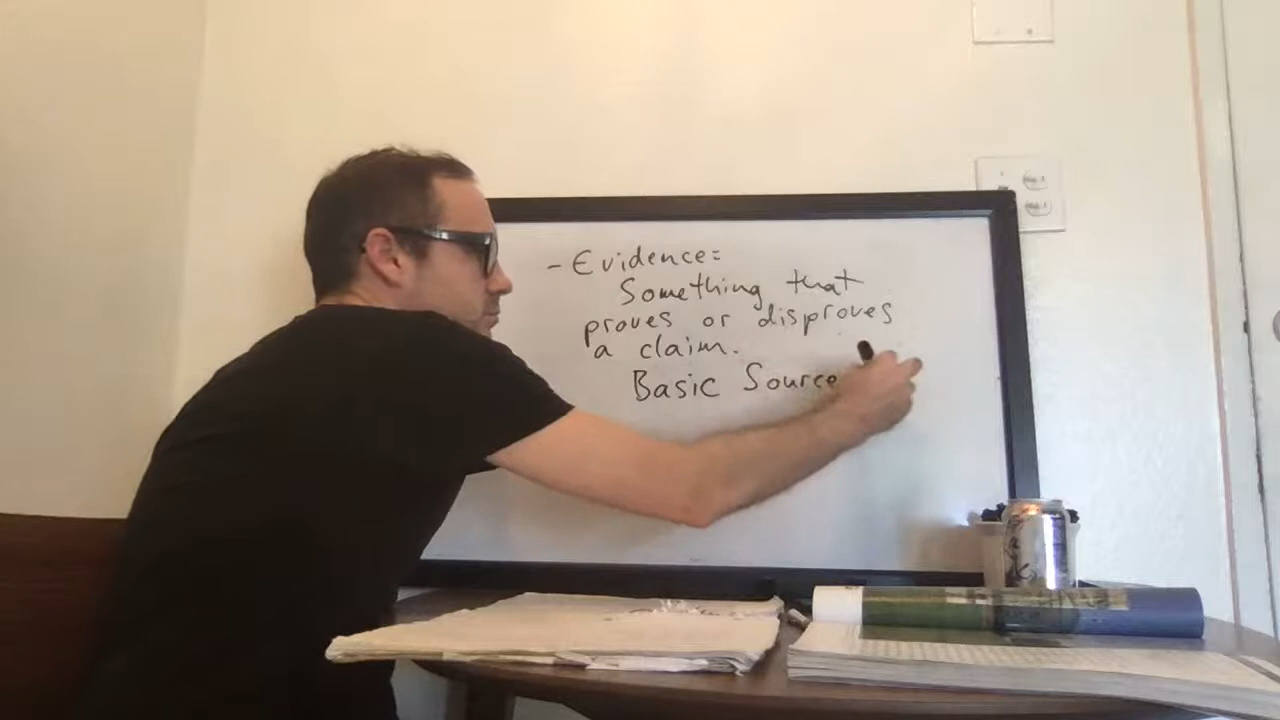 - Evidence:
Something that
proves or disproves
a claim.
Basic Source